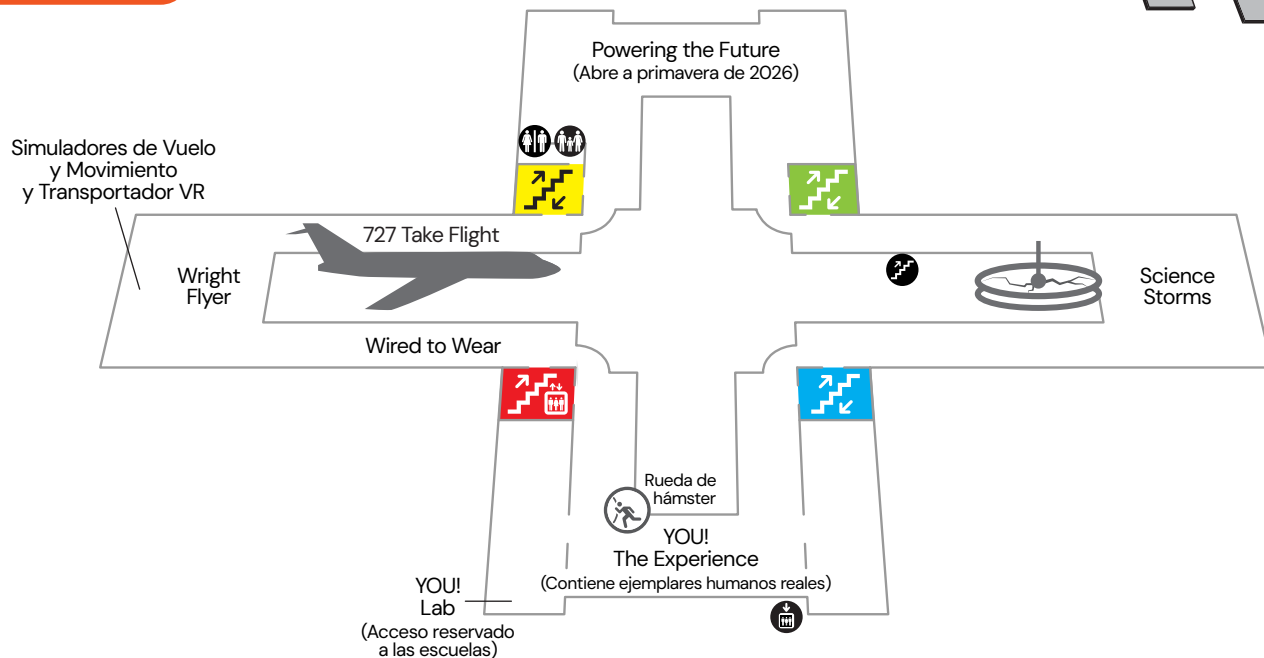 Powering the Future
(Abre a primavera de 2026)
Simuladores de Vuelo
y Movimiento
y Transportador VR
727 Take Flight
Wright
Flyer
Science
Storms
Wired to Wear
Rueda de
hámster
YOU!
The Experience
(Contiene ejemplares humanos reales)
YOU!
Lab
(Acceso reservado
a las escuelas)